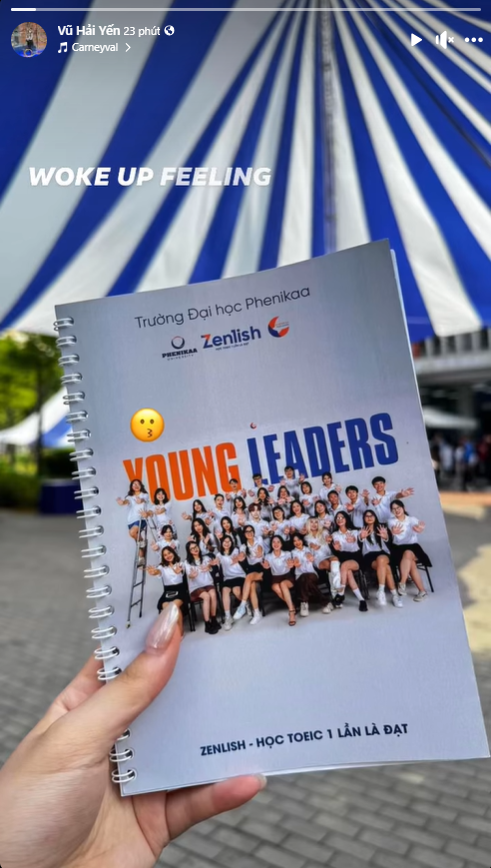 Vũ Hải Yến 23 phút
Carneyval
WOKE UP FEELING
Trường Đại học Phenikaa
PHENIKAA
UNIVERSITY
Zenlish
YOUNG LEADERS
ZENLISH - HỌC TOEIC 1 LẦN LÀ ĐẠT